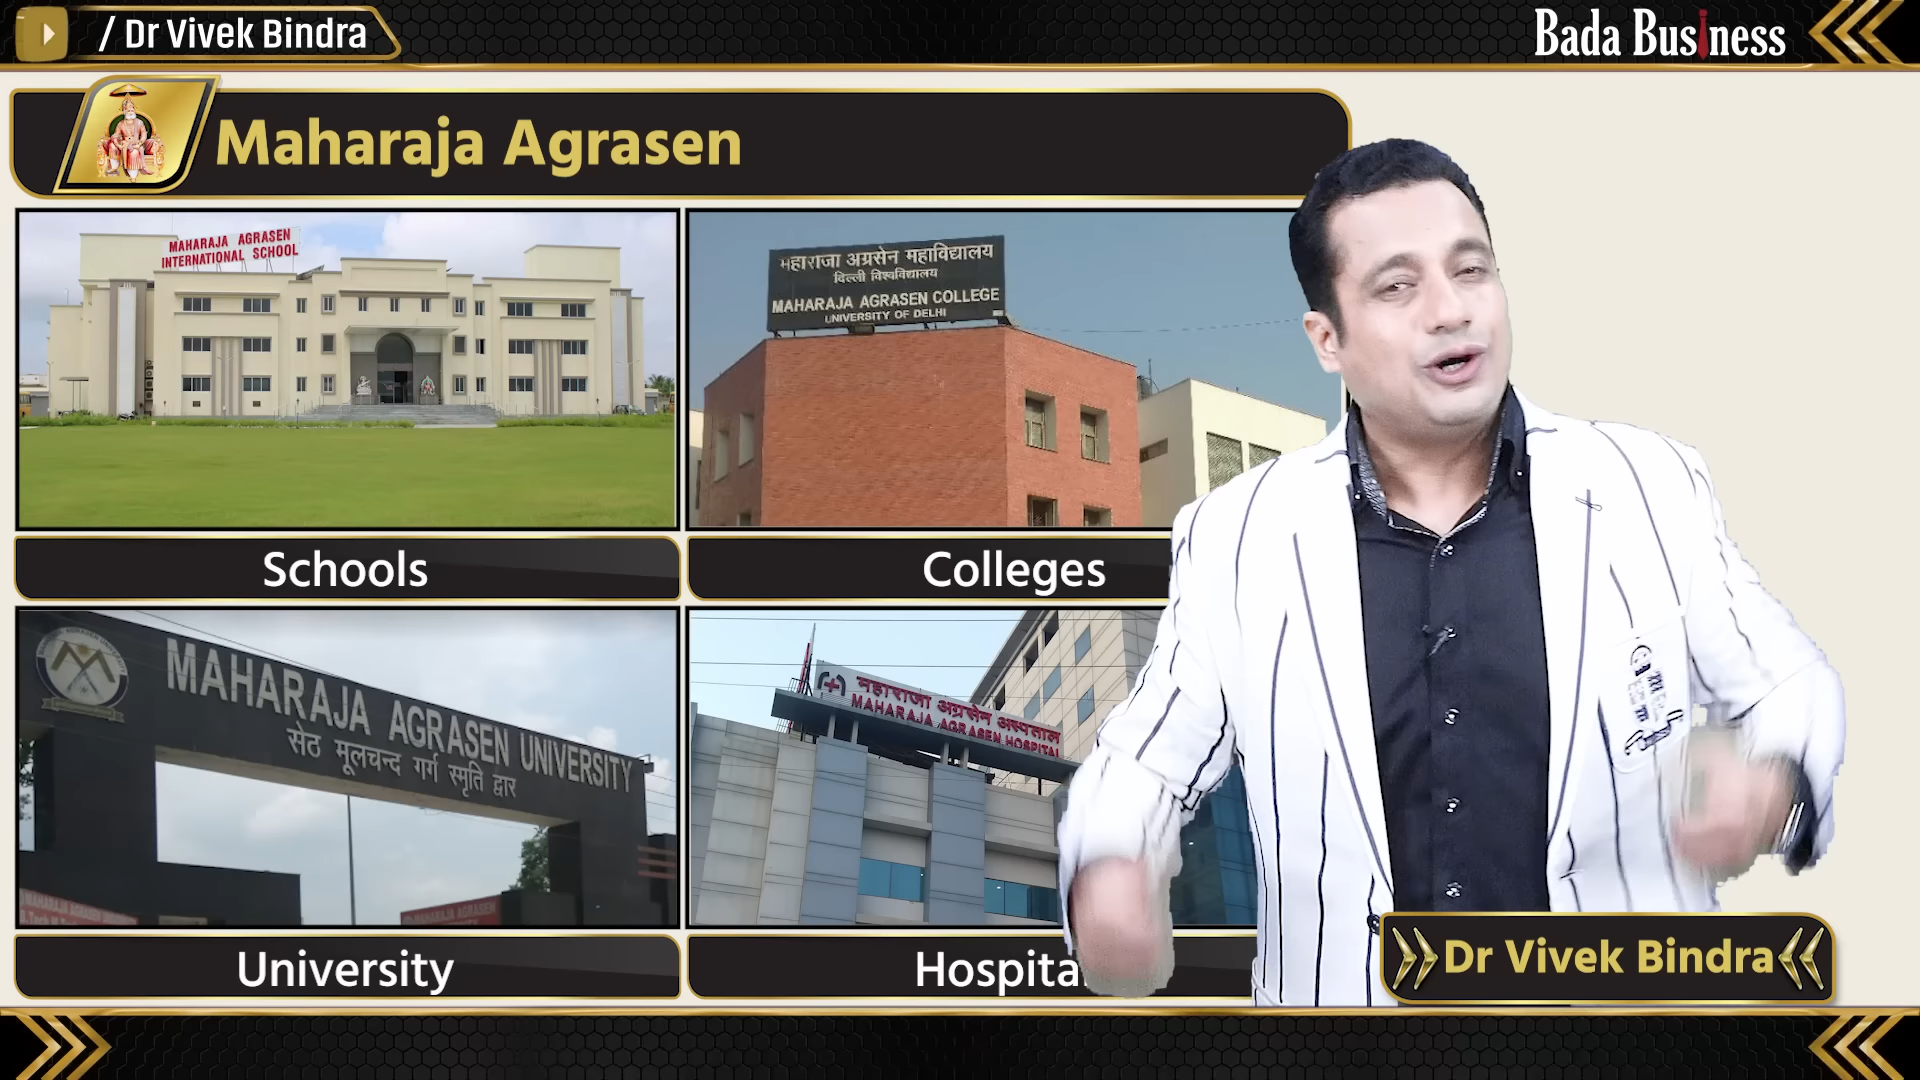 / Dr Vivek Bindra
Bada Business
Maharaja Agrasen
MAHARAJA AGRASEN
INTERNATIONAL SCHOOL
महाराजा अग्रसेन महाविद्यालय
दिल्ली विश्वविद्यालय
MAHARAJA AGRASEN COLLEGE
UNIVERSITY OF DELHI
Schools
Colleges
MAHARAJA AGRASEN UNIVERSITY
सेठ मूलचन्द गर्ग स्मृति द्वार
MAHARAJA AGRASEN
महाराजा अग्रसेन अस्पताल
MAHARAJA AGRASEN HOSPITAL
University
Hospita
Dr Vivek Bindra